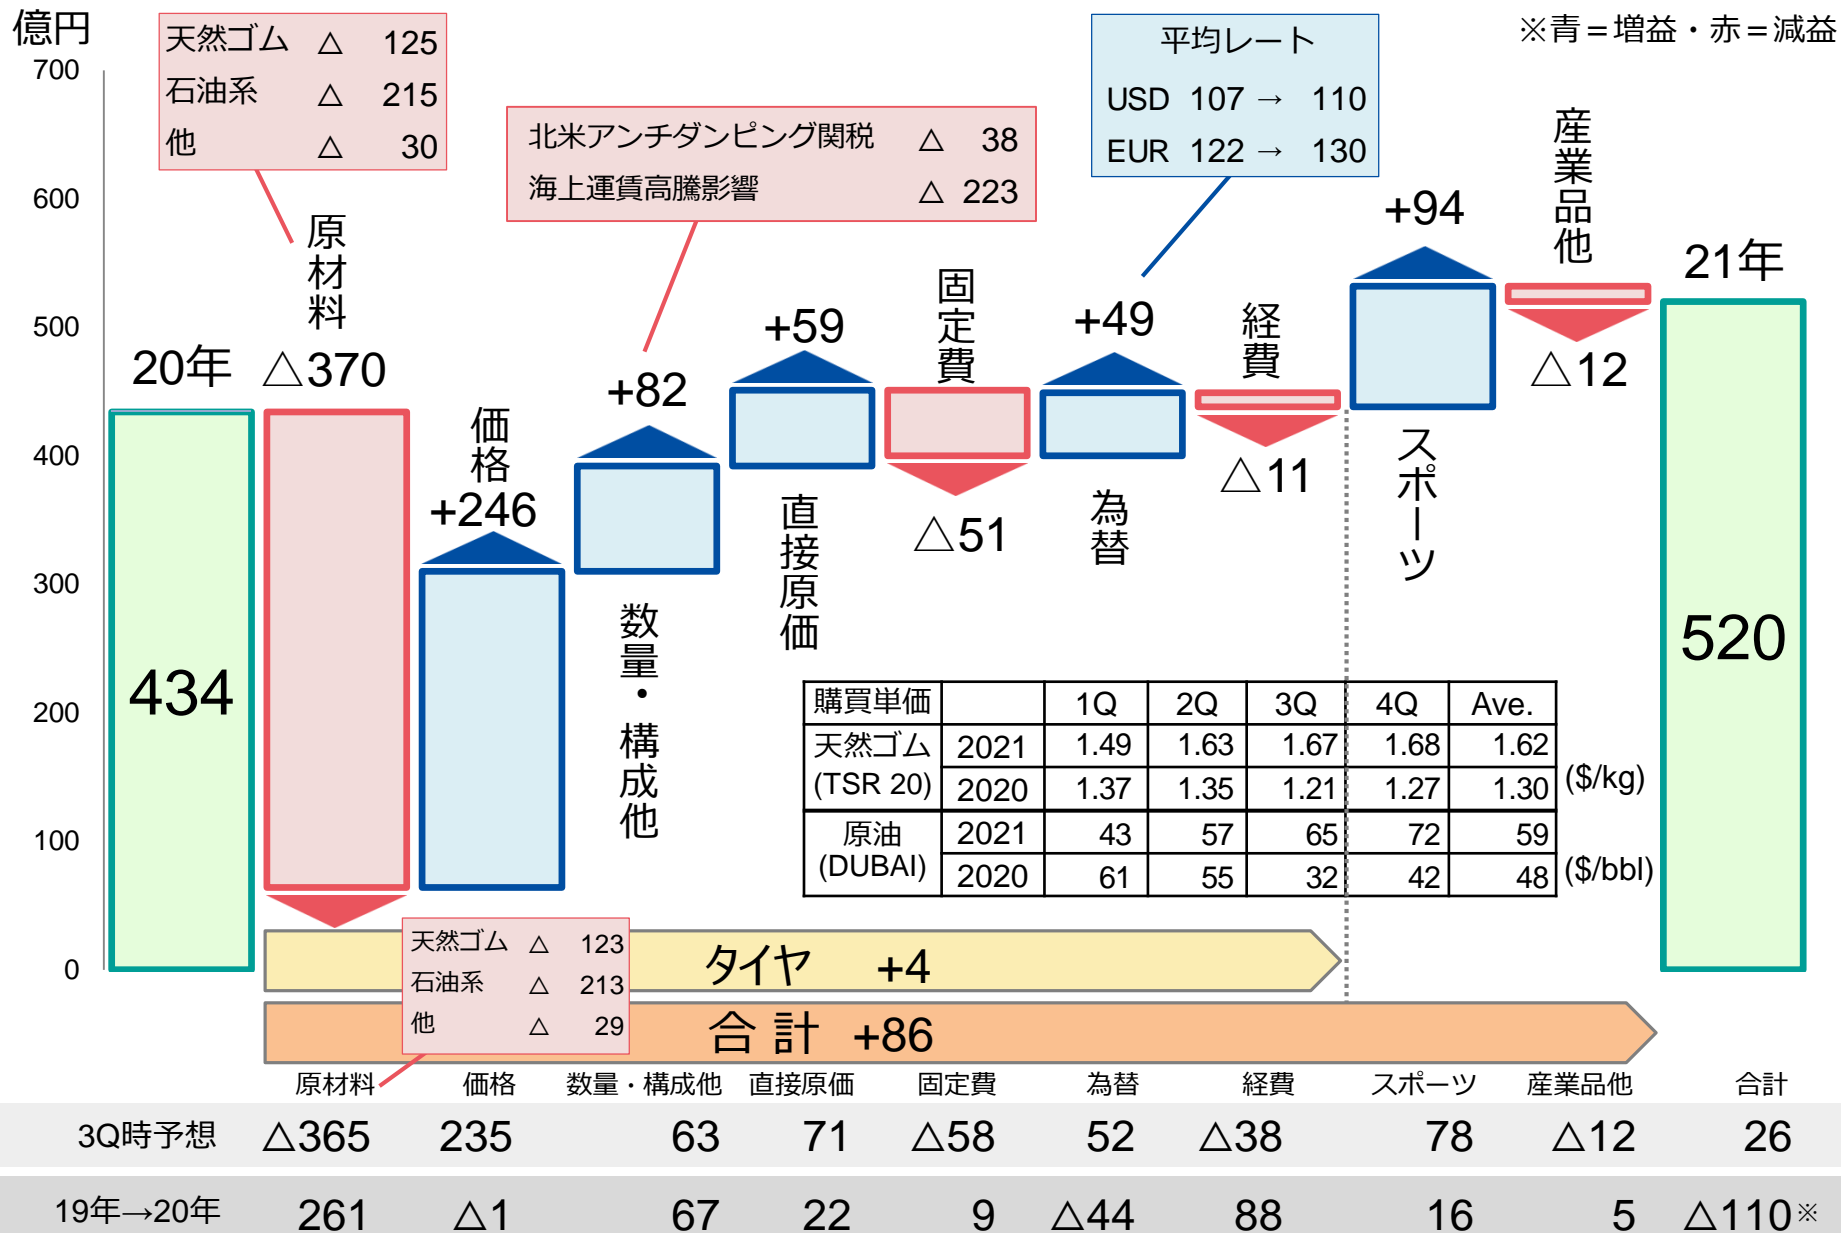 億円
※青＝増益・赤＝減益
700
600
500
400
300
200
100
0
天然ゴム △ 125
石油系 △ 215
他 △ 30
北米アンチダンピング関税 △ 38
海上運賃高騰影響 △ 223
平均レート
USD 107 → 110
EUR 122 → 130
20年
434
原材料
△370
価格
+246
+82
数量・構成他
+59
直接原価
固定費
△51
+49
為替
経費
△11
+94
スポーツ
産業品他
△12
21年
520
購買単価 1Q 2Q 3Q 4Q Ave.
天然ゴム 2021 1.49 1.63 1.67 1.68 1.62
(TSR 20) 2020 1.37 1.35 1.21 1.27 1.30 ($/kg)
原油 2021 43 57 65 72 59
(DUBAI) 2020 61 55 32 42 48 ($/bbl)
天然ゴム △ 123
石油系 △ 213
他 △ 29
タイヤ +4
合計 +86
原材料 価格 数量・構成他 直接原価 固定費 為替 経費 スポーツ 産業品他 合計
3Q時予想 △365 235 63 71 △58 52 △38 78 △12 26
19年→20年 261 △1 67 22 9 △44 88 16 5 △110※